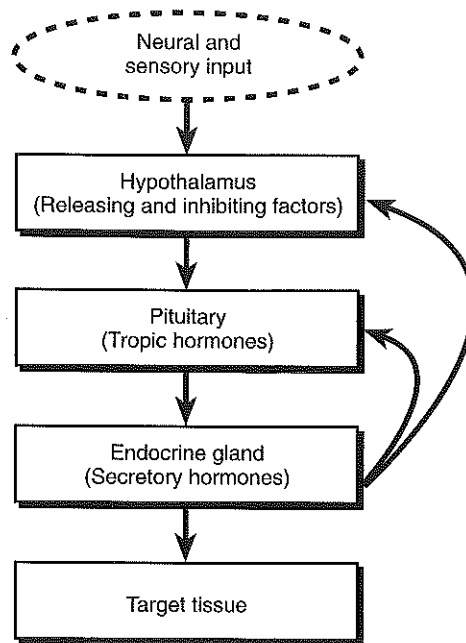 Neural and
sensory input
Hypothalamus
(Releasing and inhibiting factors)
Pituitary
(Tropic hormones)
Endocrine gland
(Secretory hormones)
Target tissue